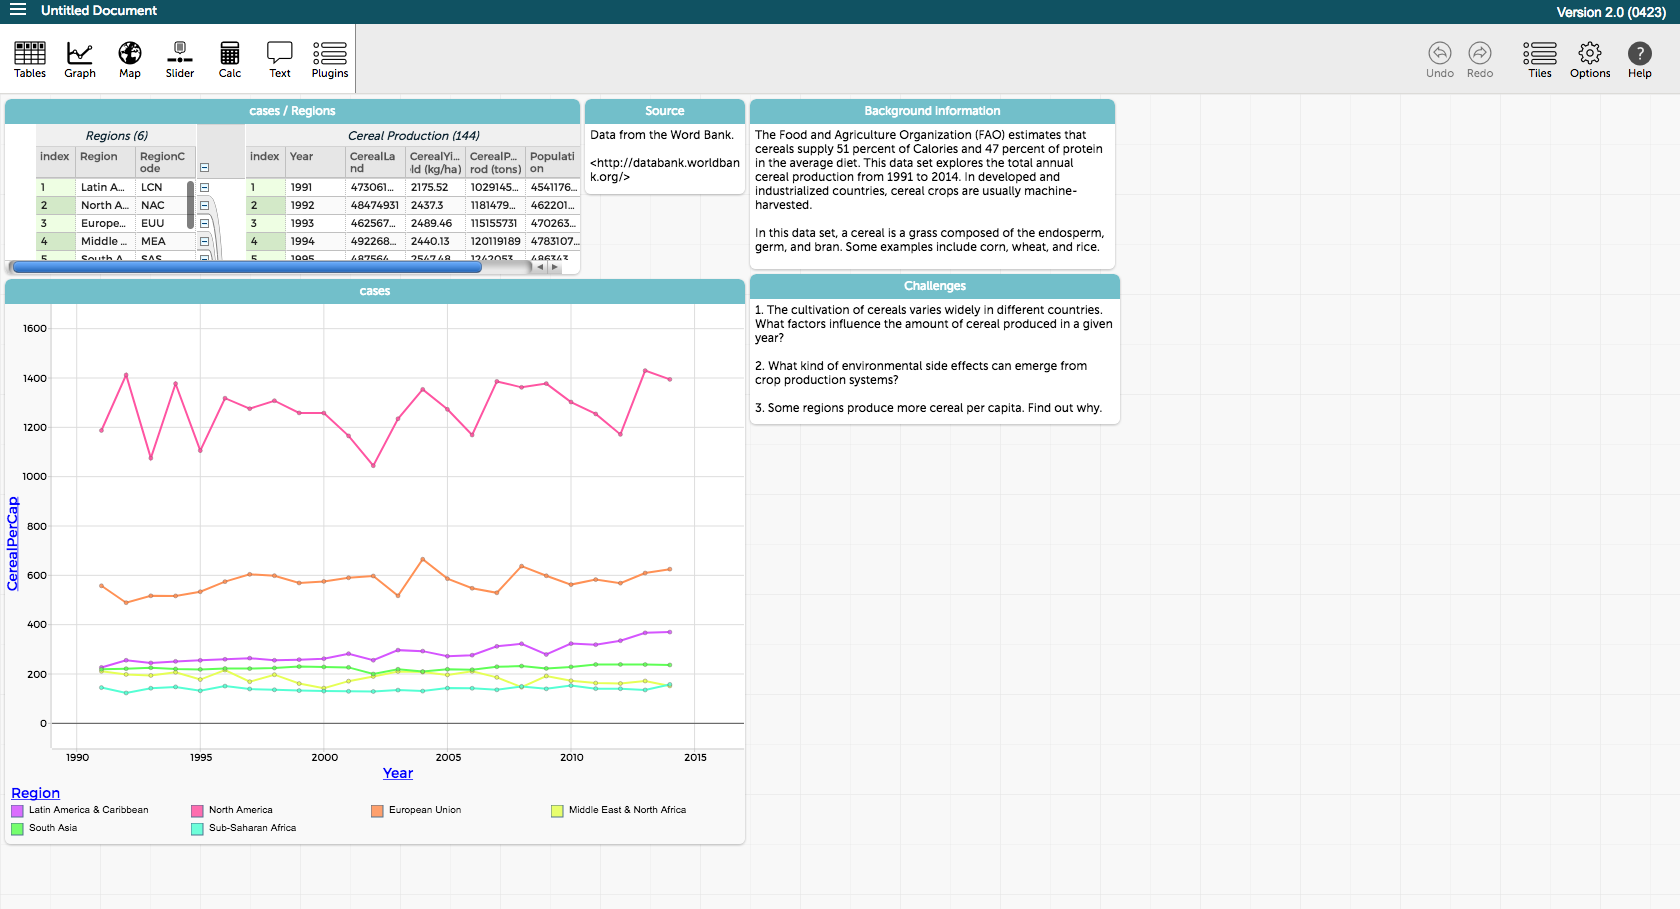 Untitled Document
Version 2.0 (0423)
Tables
Graph
Map
Slider
Calc
Text
Plugins
Undo
Redo
Tiles
Options
? Help
cases / Regions
Regions (6)
Cereal Production (144)
index Region RegionC
ode
index Year CerealLa
nd CerealYi...
ld (kg/ha) CerealP...
rod (tons) Populati
on
1 Latin A... LCN 1 1991 473061... 2175.52 1029145... 4541176...
2 North A... NAC 2 1992 48474931 2437.3 1181479... 462201...
3 Europe... EUU 3 1993 462567... 2489.46 115155731 470263...
4 Middle ... MEA 4 1994 492268... 2440.13 120119189 4783107...
5 South A... SAS 5 1995 487564... 2547.48 1242053... 486343...
Source
Data from the Word Bank.
<http://databank.worldban
k.org/>
Background Information
The Food and Agriculture Organization (FAO) estimates that
cereals supply 51 percent of Calories and 47 percent of protein
in the average diet. This data set explores the total annual
cereal production from 1991 to 2014. In developed and
industrialized countries, cereal crops are usually machine-
harvested.
In this data set, a cereal is a grass composed of the endosperm,
germ, and bran. Some examples include corn, wheat, and rice.
Challenges
1. The cultivation of cereals varies widely in different countries.
What factors influence the amount of cereal produced in a given
year?
2. What kind of environmental side effects can emerge from
crop production systems?
3. Some regions produce more cereal per capita. Find out why.
cases
CerealPerCap
1600
1400
1200
1000
800
600
400
200
0
1990 1995 2000 2005 2010 2015
Year
Region
Latin America & Caribbean
North America
European Union
Middle East & North Africa
South Asia
Sub-Saharan Africa